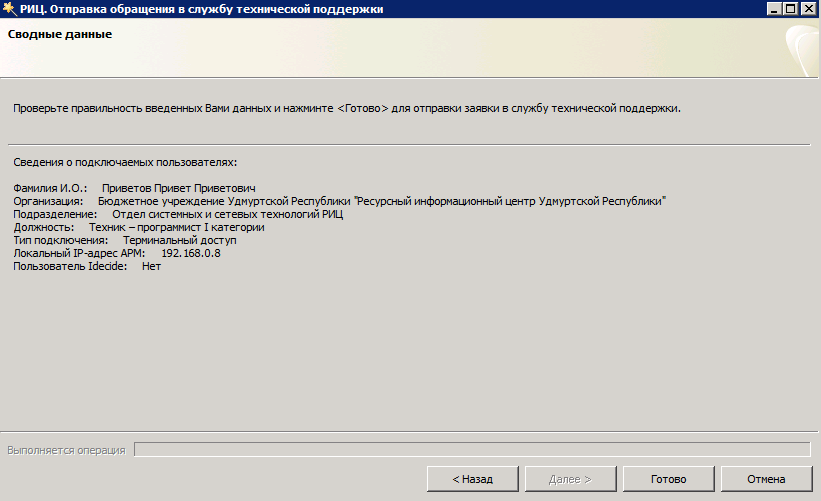 РИЦ. Отправка обращения в службу технической поддержки
Сводные данные
Проверьте правильность введенных Вами данных и нажминте <Готово> для отправки заявки в службу технической поддержки.
Сведения о подключаемых пользователях:
Фамилия И.О.: Приветов Привет Приветович
Организация: Бюджетное учреждение Удмуртской Республики "Ресурсный информационный центр Удмуртской Республики"
Подразделение: Отдел системных и сетевых технологий РИЦ
Должность: Техник – программист I категории
Тип подключения: Терминальный доступ
Локальный IP-адрес АРМ: 192.168.0.8
Пользователь Idecide: Нет
Выполняется операция
< Назад
Далее >
Готово
Отмена